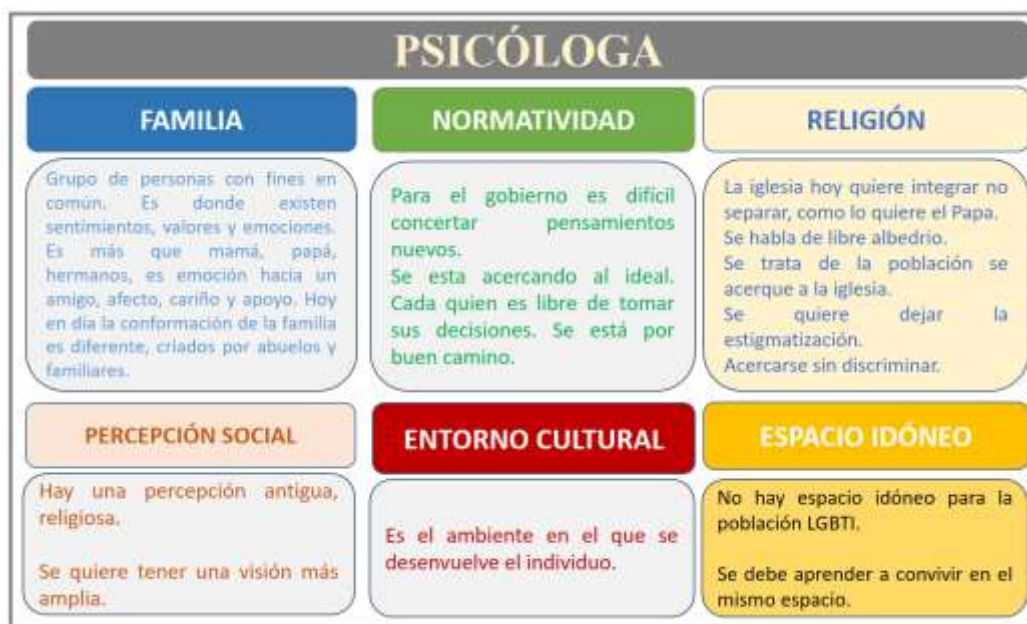 PSICÓLOGA
FAMILIA
Grupo de personas con fines en
común. Es donde existen
sentimientos, valores y emociones.
Es más que mamá, papá,
hermanos, es emoción hacia un
amigo, afecto, cariño y apoyo. Hoy
en día la conformación de la familia
es diferente, criados por abuelos y
familiares.
NORMATIVIDAD
Para el gobierno es difícil
concertar pensamientos
nuevos.
Se esta acercando al ideal.
Cada quien es libre de tomar
sus decisiones. Se está por
buen camino.
RELIGIÓN
La iglesia hoy quiere integrar no
separar, como lo quiere el Papa.
Se habla de libre albedrio.
Se trata de la población se
acerque a la iglesia.
Se quiere dejar la
estigmatización.
Acercarse sin discriminar.
PERCEPCIÓN SOCIAL
Hay una percepción antigua,
religiosa.
Se quiere tener una visión más
amplia.
ENTORNO CULTURAL
Es el ambiente en el que se
desenvuelve el individuo.
ESPACIO IDÓNEO
No hay espacio idóneo para la
población LGBTI.
Se debe aprender a convivir en el
mismo espacio.